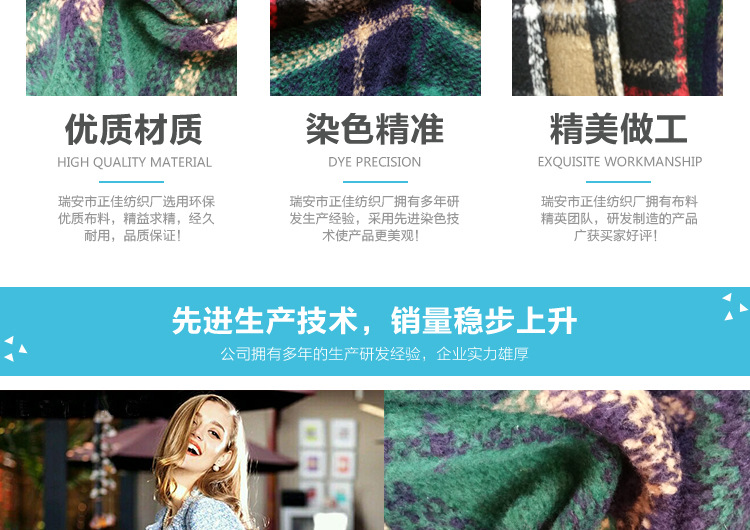 优质材质
HIGH QUALITY MATERIAL
瑞安市正佳纺织厂选用环保
优质布料，精益求精，经久
耐用，品质保证！
染色精准
DYE PRECISION
瑞安市正佳纺织厂拥有多年研
发生产经验，采用先进染色技
术使产品更美观！
精美做工
EXQUISITE WORKMANSHIP
瑞安市正佳纺织厂拥有布料
精英团队，研发制造的产品
广获买家好评！
先进生产技术，销量稳步上升
公司拥有多年的生产研发经验，企业实力雄厚